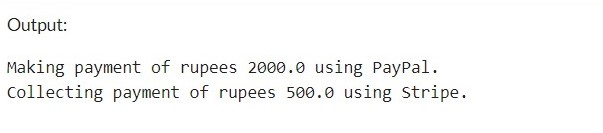 Output:
Making payment of rupees 2000.0 using PayPal.
Collecting payment of rupees 500.0 using Stripe.